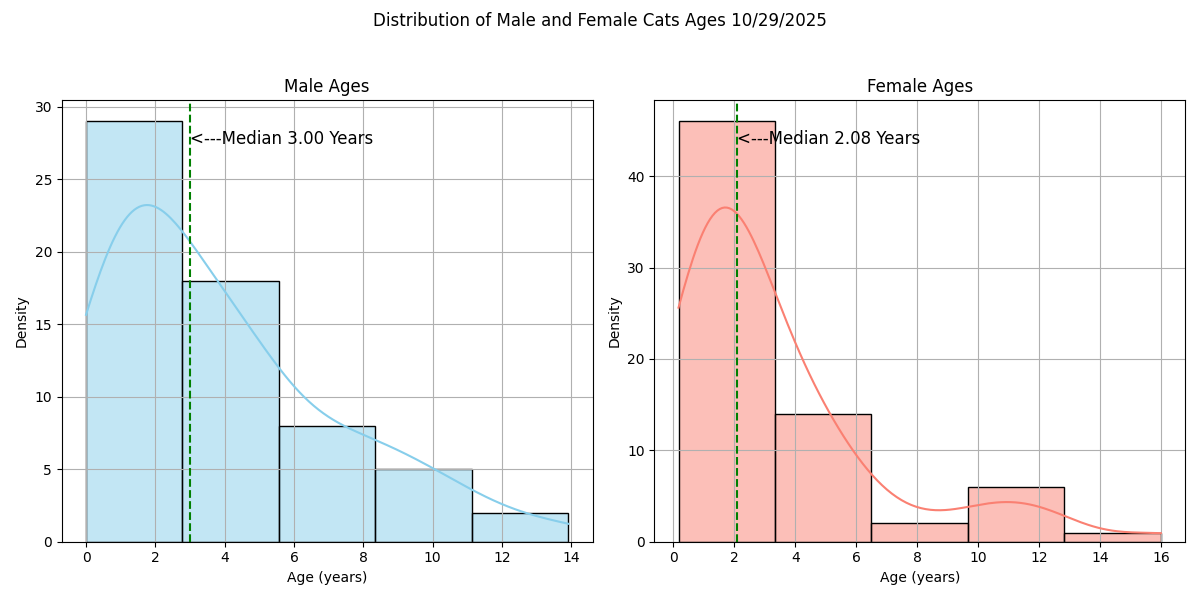 Distribution of Male and Female Cats Ages 10/29/2025
Male Ages
30
25
20
15
10
5
0
Density
<---Median 3.00 Years
0 2 4 6 8 10 12 14
Age (years)
Female Ages
40
30
20
10
0
Density
<---Median 2.08 Years
0 2 4 6 8 10 12 14 16
Age (years)